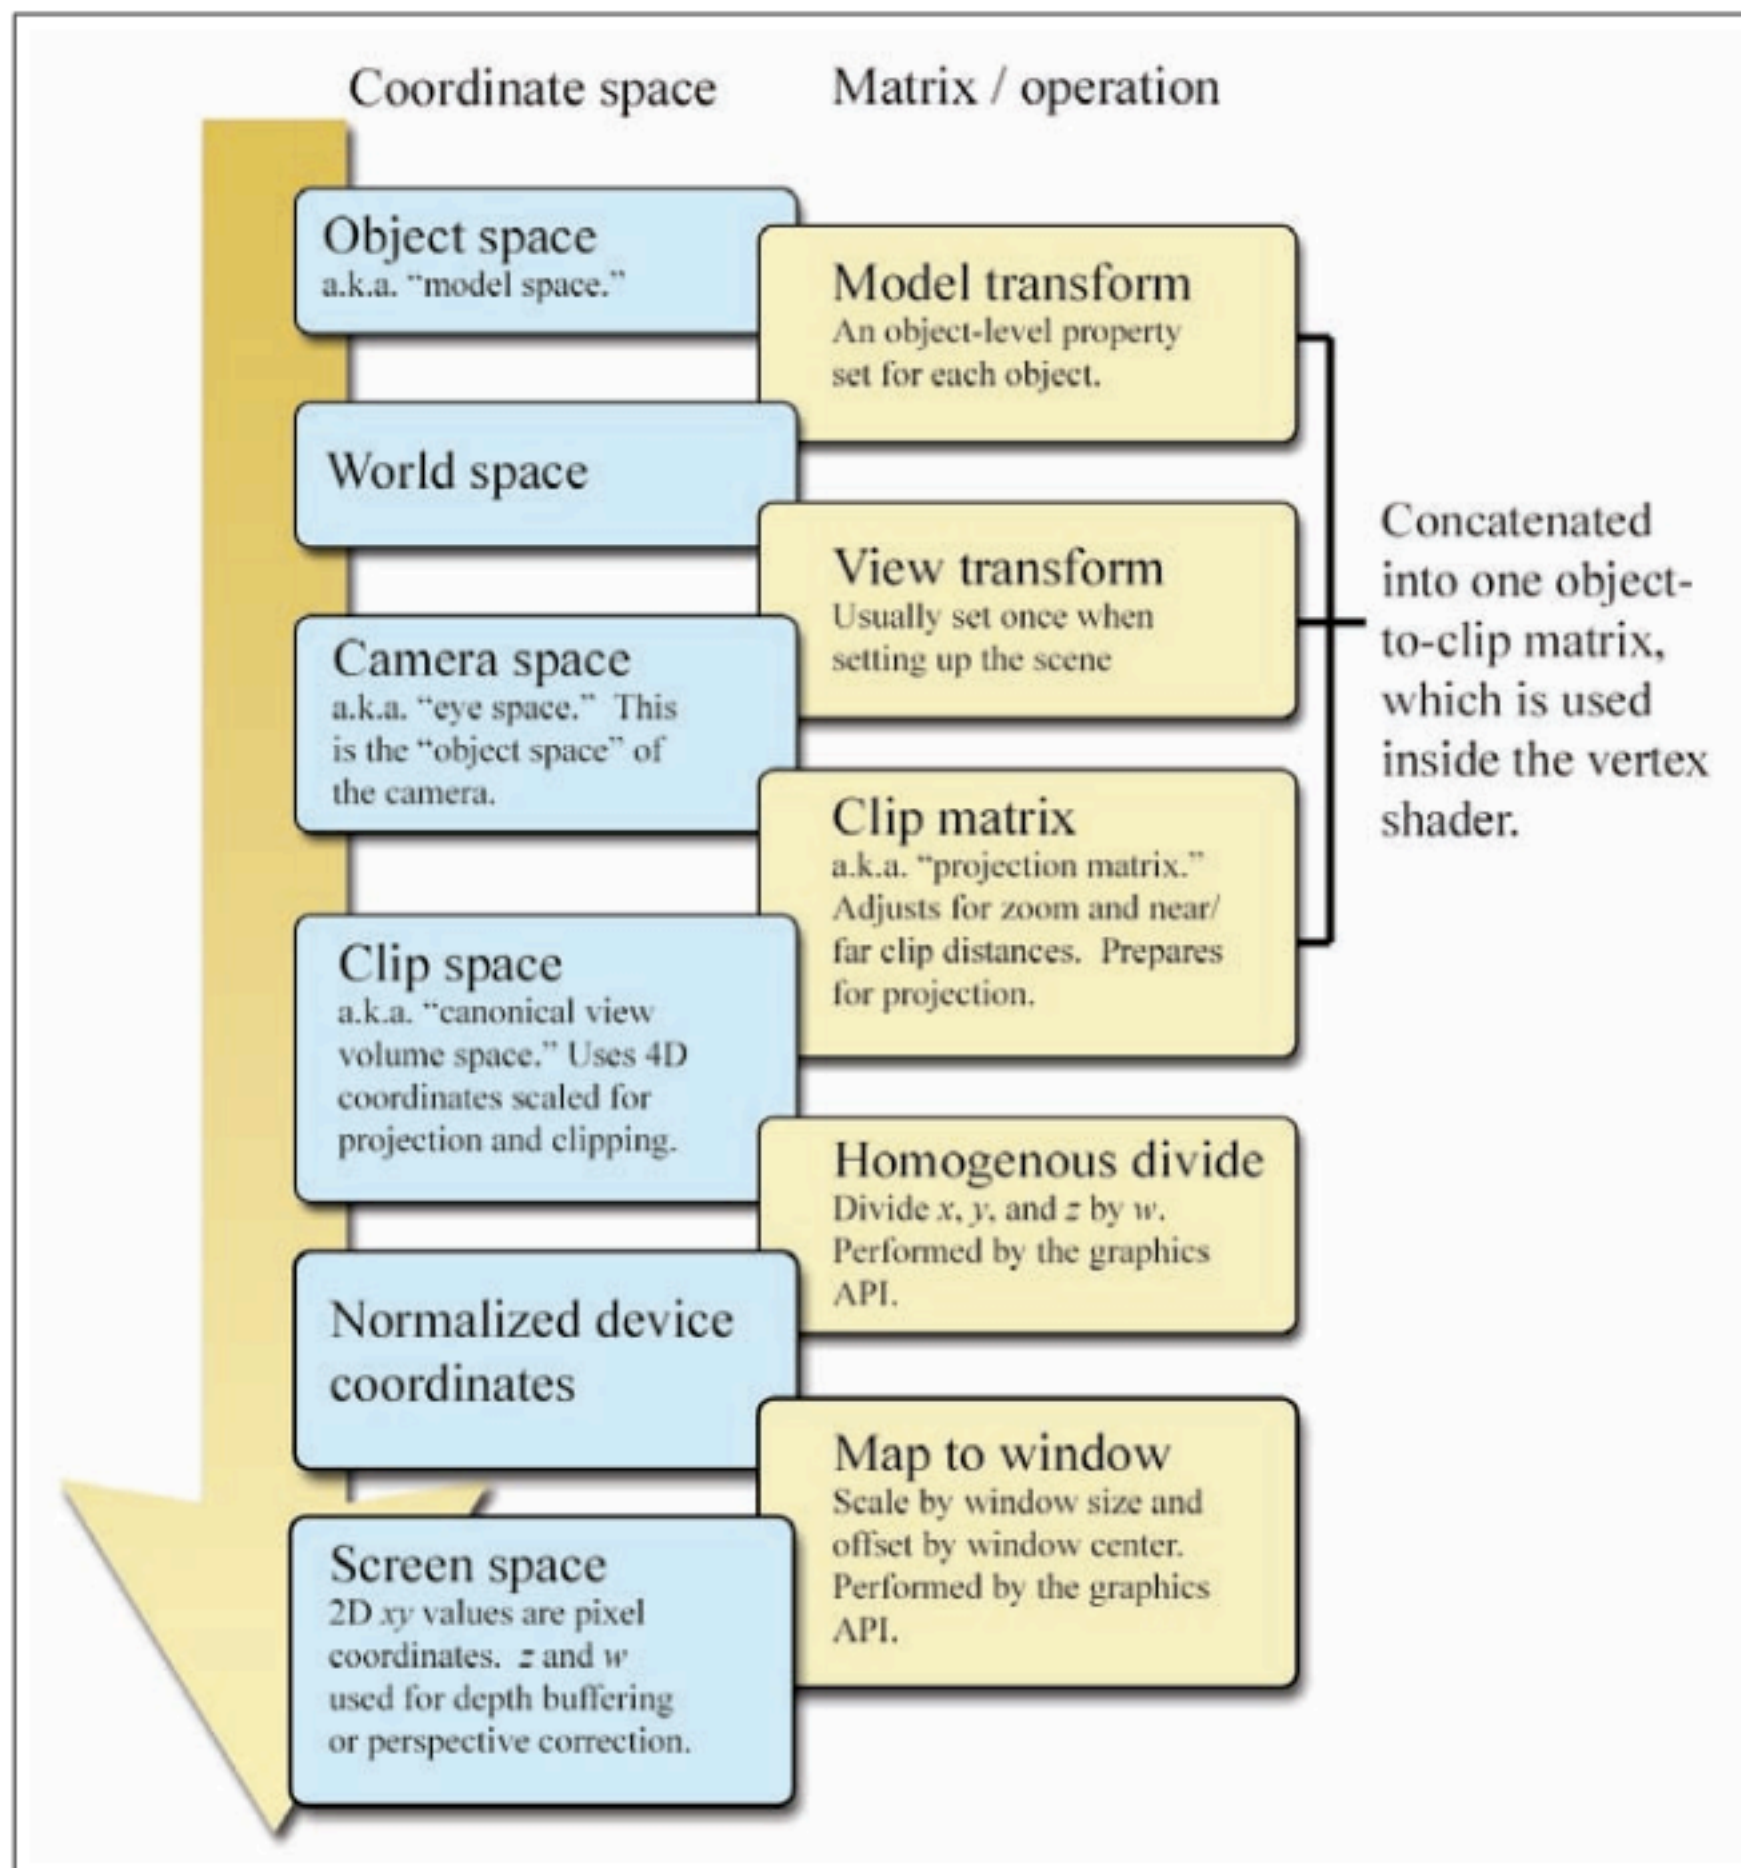 Coordinate space
Matrix / operation
Object space
a.k.a. “model space.”
Model transform
An object-level property
set for each object.
World space
View transform
Usually set once when
setting up the scene
Camera space
a.k.a. “eye space.” This
is the “object space” of
the camera.
Clip matrix
a.k.a. “projection matrix.”
Adjusts for zoom and near/
far clip distances. Prepares
for projection.
Concatenated
into one object-
to-clip matrix,
which is used
inside the vertex
shader.
Clip space
a.k.a. “canonical view
volume space.” Uses 4D
coordinates scaled for
projection and clipping.
Homogenous divide
Divide x, y, and z by w.
Performed by the graphics
API.
Normalized device
coordinates
Map to window
Scale by window size and
offset by window center.
Performed by the graphics
API.
Screen space
2D xy values are pixel
coordinates. z and w
used for depth buffering
or perspective correction.